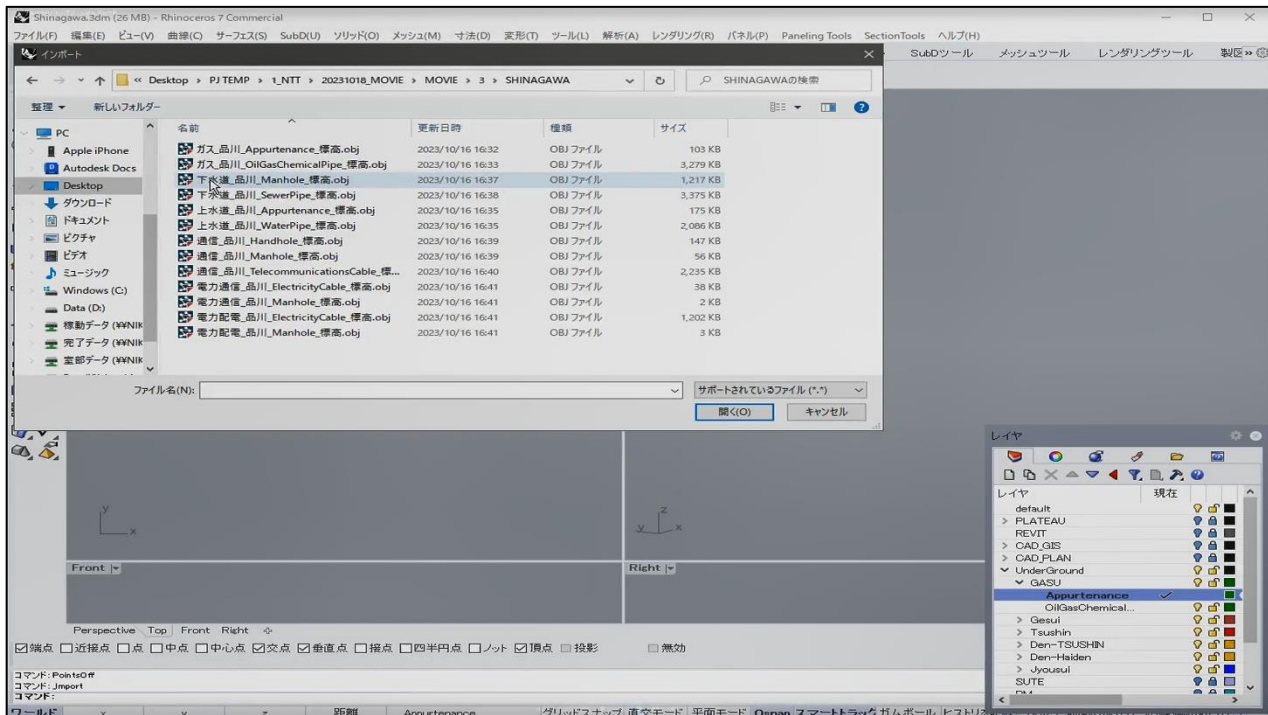 Shinagawa.3dm (26 MB) - Rhinoceros 7 Commercial
ファイル(F) 編集(E) ビュー(V) 曲線(C) サーフェス(S) SubD(U) ソリッド(O) メッシュ(M) 寸法(D) 変形(T) ツール(L) 解析(A) レンダリング(R) パネル(P) Paneling Tools SectionTools ヘルプ(H)
インポート
SubDツール メッシュツール レンダリングツール 製図 »
« Desktop › PJ TEMP › 1_NTT › 20231018_MOVIE › MOVIE › 3 › SHINAGAWA
SHINAGAWAの検索
整理 新しいフォルダー
PC
Apple iPhone
Autodesk Docs
Desktop
ダウンロード
ドキュメント
ピクチャ
ビデオ
ミュージック
Windows (C:)
Data (D:)
稼動データ (¥¥NIK
完了データ (¥¥NIK
室部データ (¥¥NIK
名前 更新日時 種類 サイズ
ガス_品川_Appurtenance_標高.obj 2023/10/16 16:32 OBJ ファイル 103 KB
ガス_品川_OilGasChemicalPipe_標高.obj 2023/10/16 16:33 OBJ ファイル 3,279 KB
下水道_品川_Manhole_標高.obj 2023/10/16 16:37 OBJ ファイル 1,217 KB
下水道_品川_SewerPipe_標高.obj 2023/10/16 16:38 OBJ ファイル 3,375 KB
上水道_品川_Appurtenance_標高.obj 2023/10/16 16:35 OBJ ファイル 175 KB
上水道_品川_WaterPipe_標高.obj 2023/10/16 16:35 OBJ ファイル 2,086 KB
通信_品川_Handhole_標高.obj 2023/10/16 16:39 OBJ ファイル 147 KB
通信_品川_Manhole_標高.obj 2023/10/16 16:39 OBJ ファイル 56 KB
通信_品川_TelecommunicationsCable_標... 2023/10/16 16:40 OBJ ファイル 2,235 KB
電力通信_品川_ElectricityCable_標高.obj 2023/10/16 16:41 OBJ ファイル 38 KB
電力通信_品川_Manhole_標高.obj 2023/10/16 16:41 OBJ ファイル 2 KB
電力配電_品川_ElectricityCable_標高.obj 2023/10/16 16:41 OBJ ファイル 1,202 KB
電力配電_品川_Manhole_標高.obj 2023/10/16 16:41 OBJ ファイル 3 KB
ファイル名(N): サポートされているファイル (*.*)
開く(O) キャンセル
y
x
z
y
x
Front
Right
Perspective Top Front Right
端点 近接点 点 中点 中心点 交点 垂直点 接点 四半円点 ノット 頂点 投影 無効
コマンド: PointsOff
コマンド: _Import
コマンド:
ワールド x y z 距離 Appurtenance グリッドスナップ 直交モード 平面モード Osnap スマートトラック ガムボール
レイヤ
レイヤ 現在
default
PLATEAU
REVIT
CAD_GIS
CAD_PLAN
UnderGround
GASU
Appurtenance
OilGasChemical...
Gesui
Tsushin
Den-TSUSHIN
Den-Haiden
Jyousui
SUTE